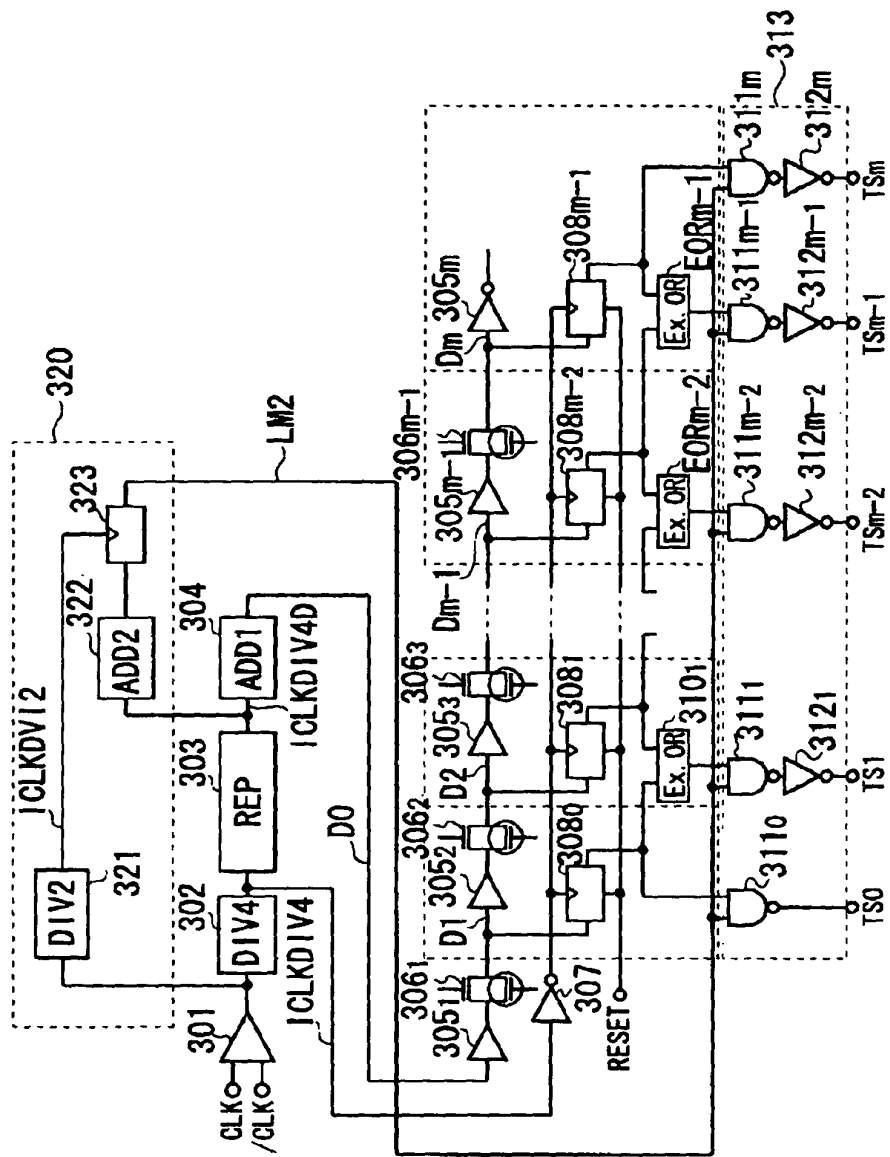 320
ICLKDVI2
DIV2
321
322
ADD2
323
LM2
301
CLK
/CLK
302
DIV4
303
REP
304
ADD1
ICLKDIV4
ICLKDIV4D
D0
3051
3061
D1
3052
3062
D2
3053
3063
Dm-1
305m-1
306m-1
Dm
305m
307
RESET
3080
3081
308m-2
308m-1
Ex. OR
3101
Ex. OR
EORm-2
Ex. OR
EORm-1
3110
3111
3121
311m-2
312m-2
311m-1
312m-1
311m
312m
313
TS0
TS1
TSm-2
TSm-1
TSm